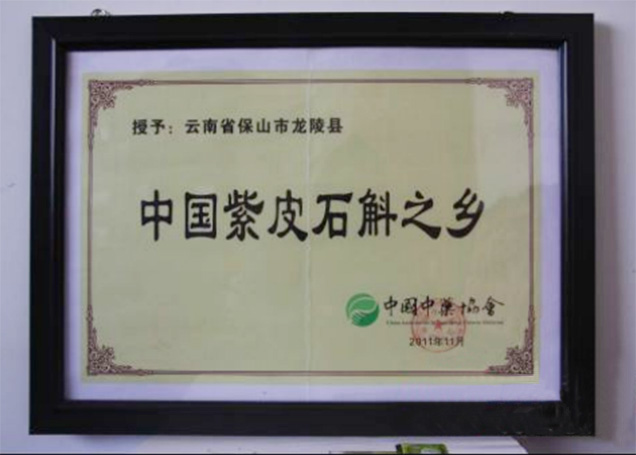 授予：云南省保山市龙陵县
中国紫皮石斛之乡
中国中药协会
2011年11月